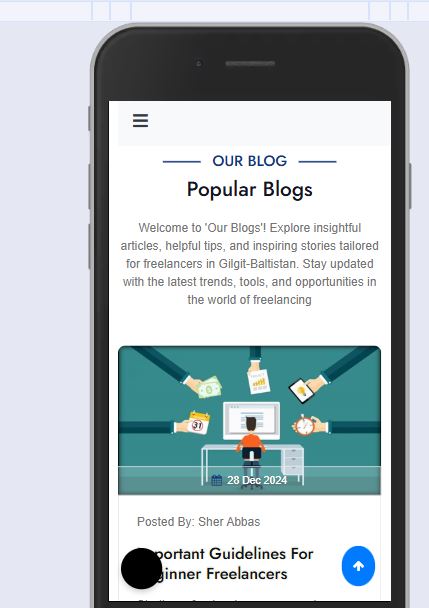 OUR BLOG
Popular Blogs
Welcome to 'Our Blogs'! Explore insightful
articles, helpful tips, and inspiring stories tailored
for freelancers in Gilgit-Baltistan. Stay updated
with the latest trends, tools, and opportunities in
the world of freelancing
31
28 Dec 2024
Posted By: Sher Abbas
portant Guidelines For
ginner Freelancers